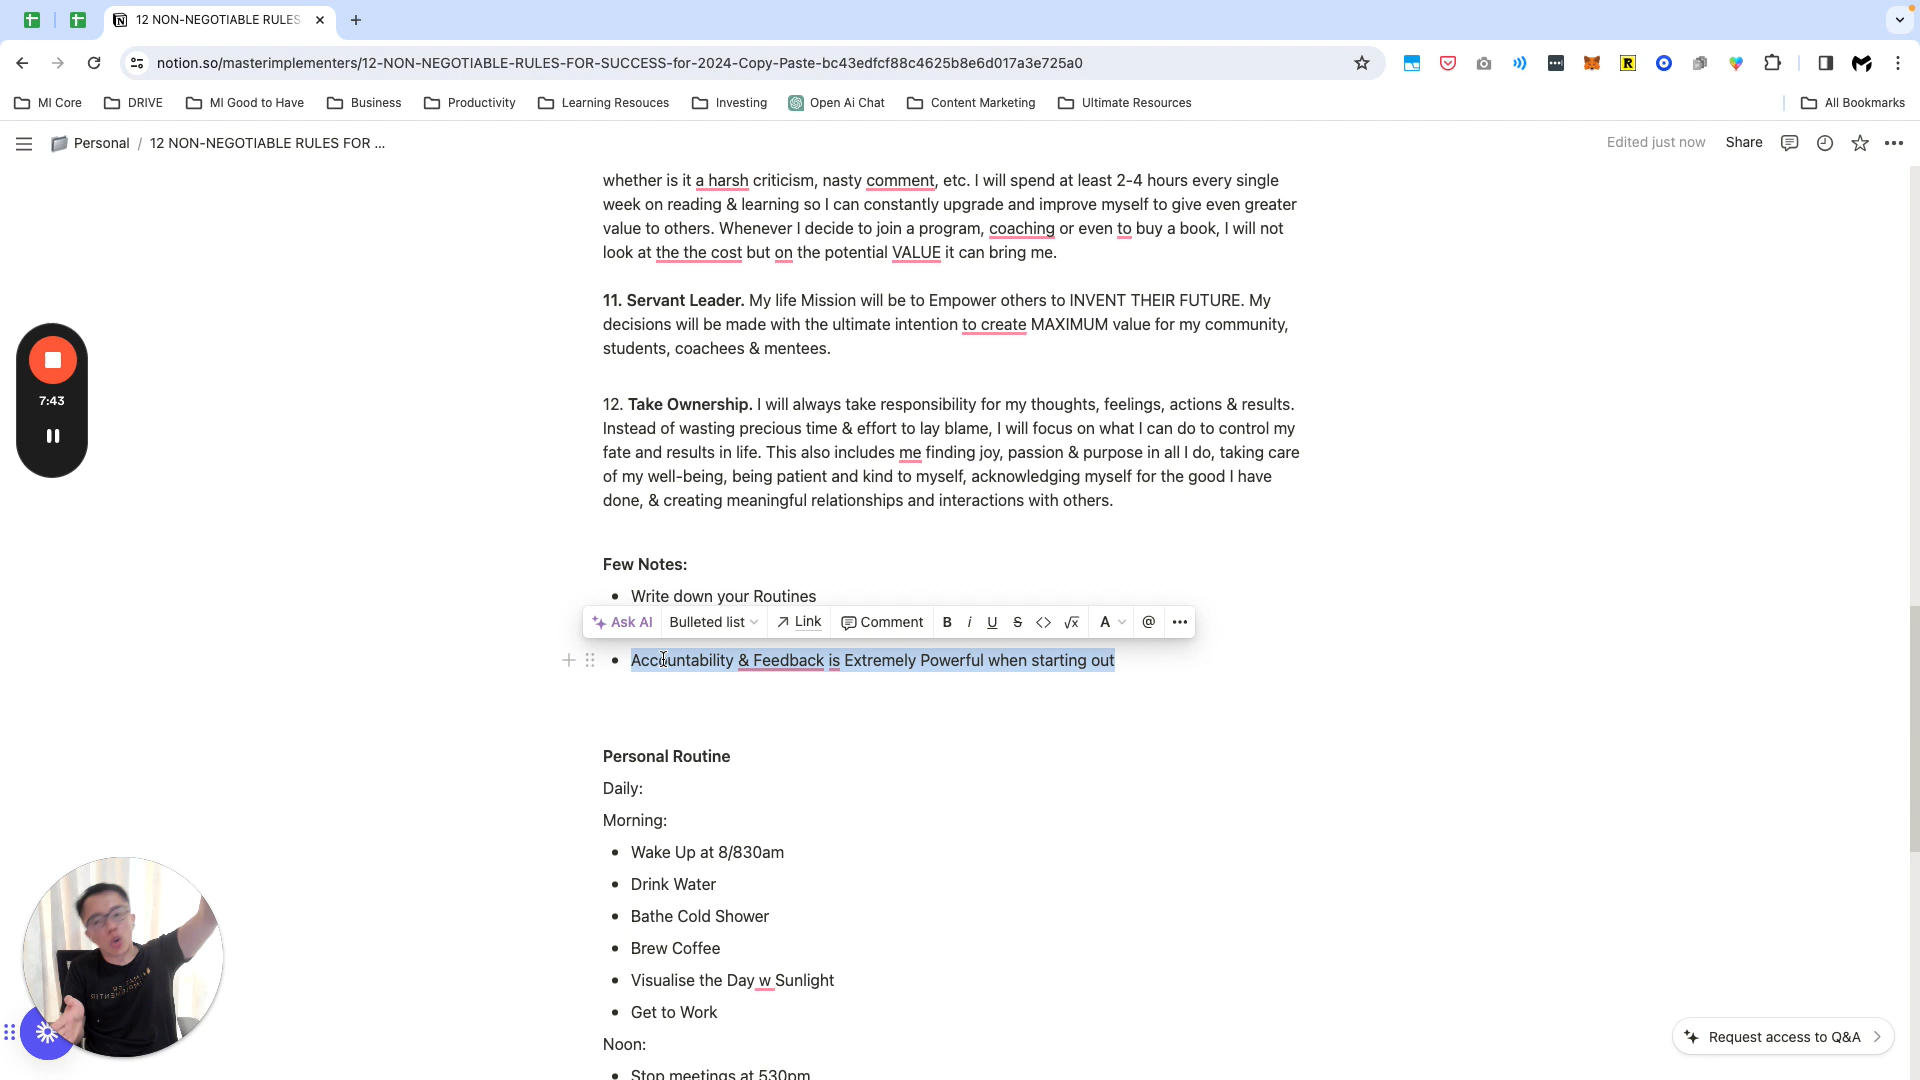 12 NON-NEGOTIABLE RULES
notion.so/masterimplementers/12-NON-NEGOTIABLE-RULES-FOR-SUCCESS-for-2024-Copy-Paste-bc43edfcf88c4625b8e6d017a3e725a0
MI Core DRIVE MI Good to Have Business Productivity Learning Resouces Investing Open Ai Chat Content Marketing Ultimate Resources All Bookmarks
Personal / 12 NON-NEGOTIABLE RULES FOR ... Edited just now Share
whether is it a harsh criticism, nasty comment, etc. I will spend at least 2-4 hours every single
week on reading & learning so I can constantly upgrade and improve myself to give even greater
value to others. Whenever I decide to join a program, coaching or even to buy a book, I will not
look at the the cost but on the potential VALUE it can bring me.
11. Servant Leader. My life Mission will be to Empower others to INVENT THEIR FUTURE. My
decisions will be made with the ultimate intention to create MAXIMUM value for my community,
students, coachees & mentees.
7:43
12. Take Ownership. I will always take responsibility for my thoughts, feelings, actions & results.
Instead of wasting precious time & effort to lay blame, I will focus on what I can do to control my
fate and results in life. This also includes me finding joy, passion & purpose in all I do, taking care
of my well-being, being patient and kind to myself, acknowledging myself for the good I have
done, & creating meaningful relationships and interactions with others.
Few Notes:
• Write down your Routines
Ask AI Bulleted list Link Comment B i U S <> √x A @ •••
• Accountability & Feedback is Extremely Powerful when starting out
Personal Routine
Daily:
Morning:
• Wake Up at 8/830am
• Drink Water
• Bathe Cold Shower
• Brew Coffee
• Visualise the Day w Sunlight
• Get to Work
Noon:
• Stop meetings at 530pm
Request access to Q&A